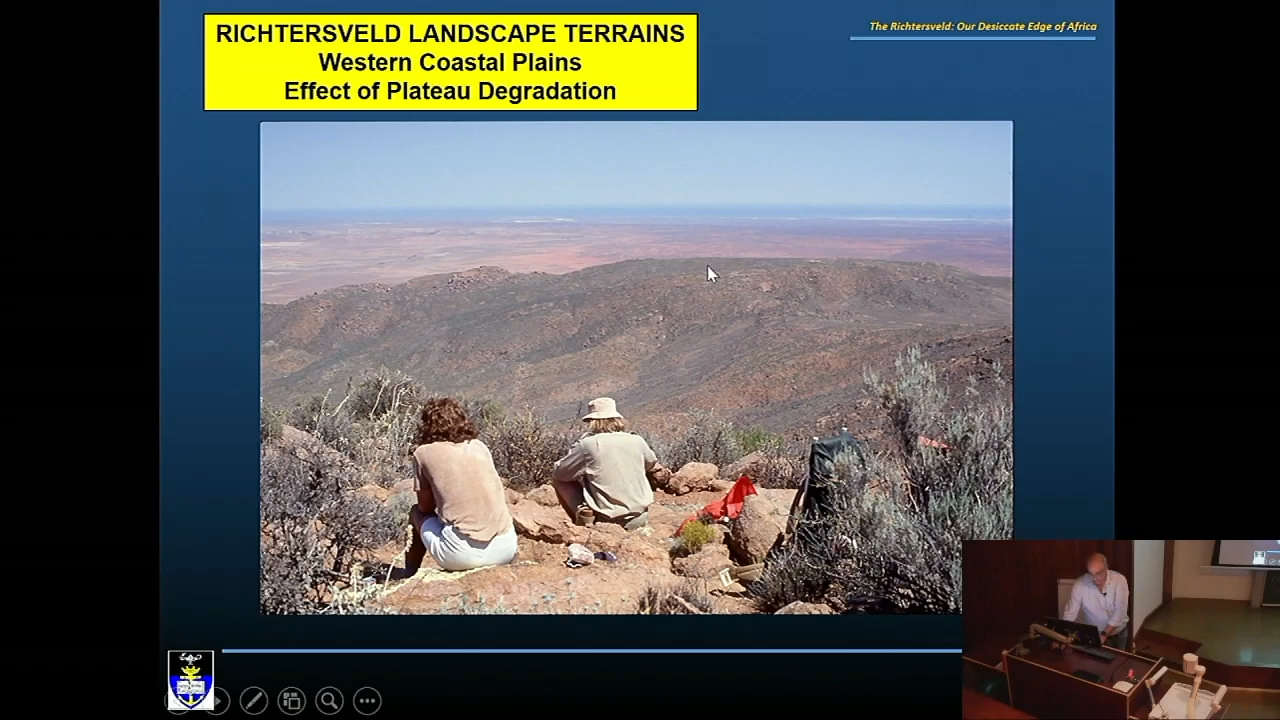 RICHTERSVELD LANDSCAPE TERRAINS
Western Coastal Plains
Effect of Plateau Degradation
The Richtersveld: Our Desiccate Edge of Africa